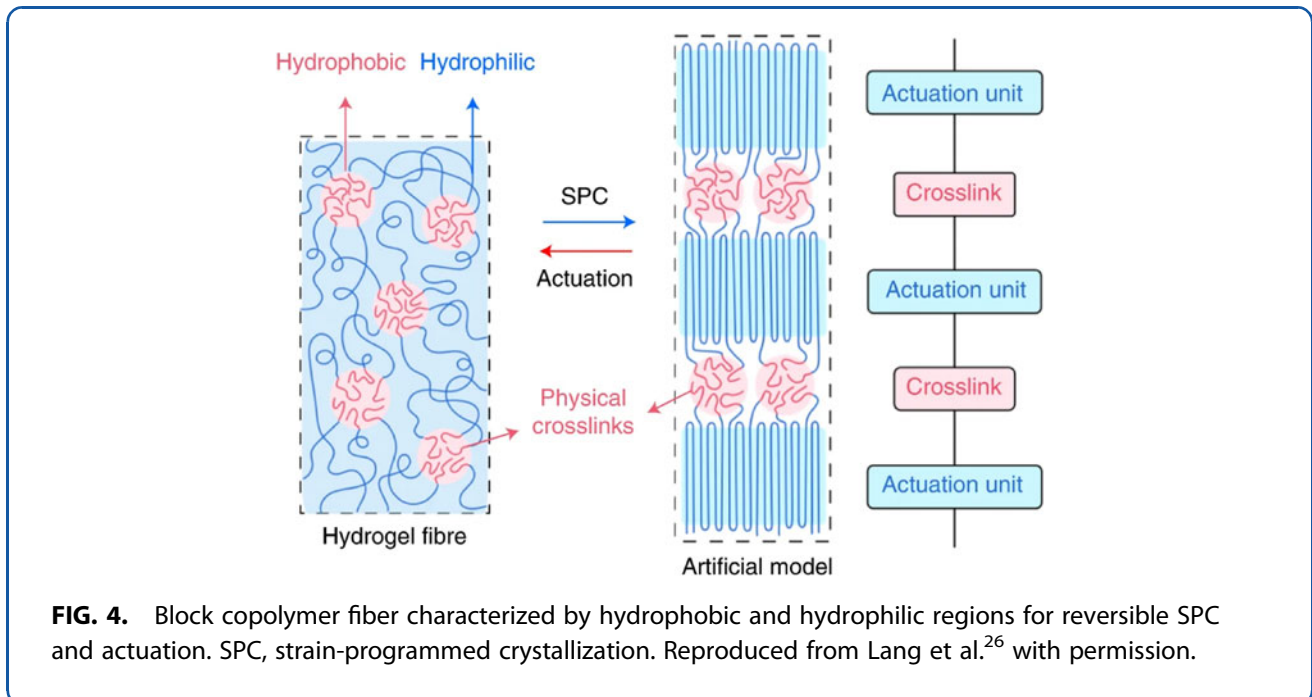 Hydrophobic Hydrophilic
SPC
Actuation
Physical
crosslinks
Hydrogel fibre
Artificial model
Actuation unit
Crosslink
Actuation unit
Crosslink
Actuation unit
FIG. 4. Block copolymer fiber characterized by hydrophobic and hydrophilic regions for reversible SPC
and actuation. SPC, strain-programmed crystallization. Reproduced from Lang et al.26 with permission.